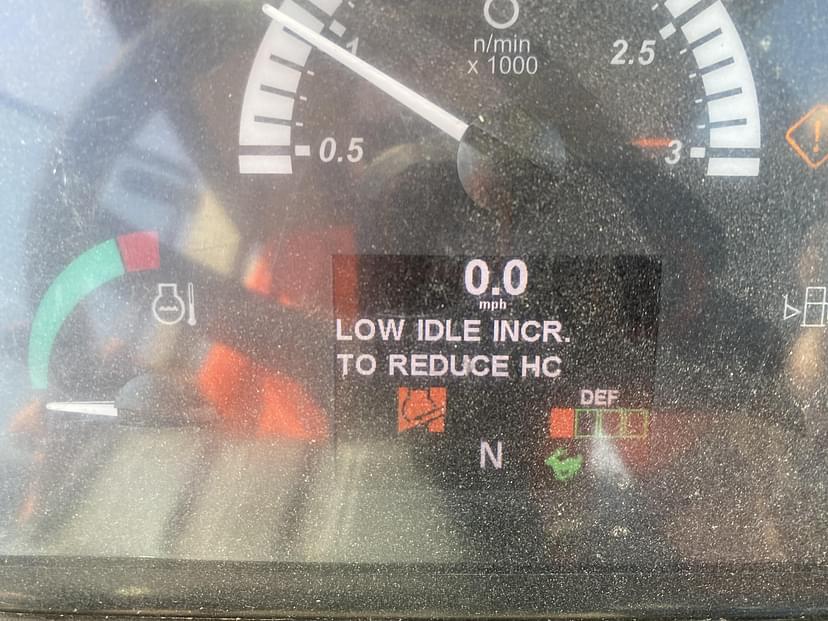 n/min
x 1000
1
2.5
0.5
3
0.0
mph
LOW IDLE INCR.
TO REDUCE HC
DEF
N